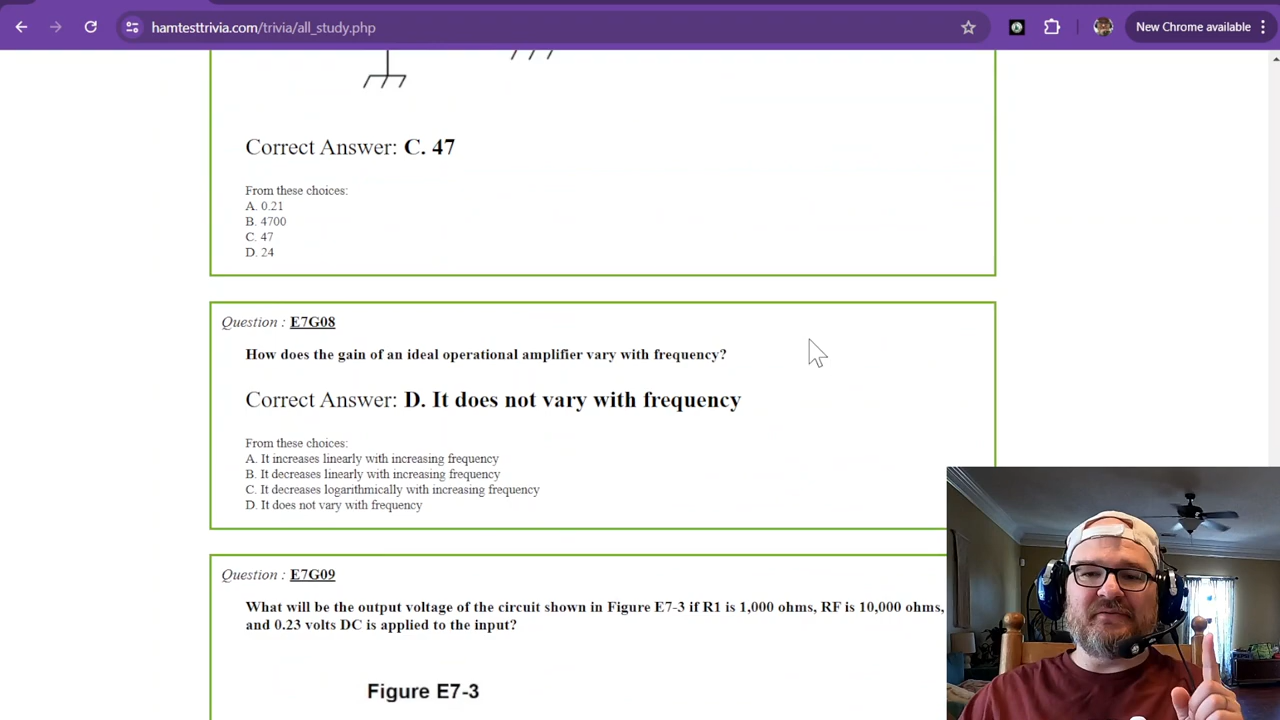 hamtesttrivia.com/trivia/all_study.php
New Chrome available
Correct Answer: C. 47
From these choices:
A. 0.21
B. 4700
C. 47
D. 24
Question : E7G08
How does the gain of an ideal operational amplifier vary with frequency?
Correct Answer: D. It does not vary with frequency
From these choices:
A. It increases linearly with increasing frequency
B. It decreases linearly with increasing frequency
C. It decreases logarithmically with increasing frequency
D. It does not vary with frequency
Question : E7G09
What will be the output voltage of the circuit shown in Figure E7-3 if R1 is 1,000 ohms, RF is 10,000 ohms,
and 0.23 volts DC is applied to the input?
Figure E7-3